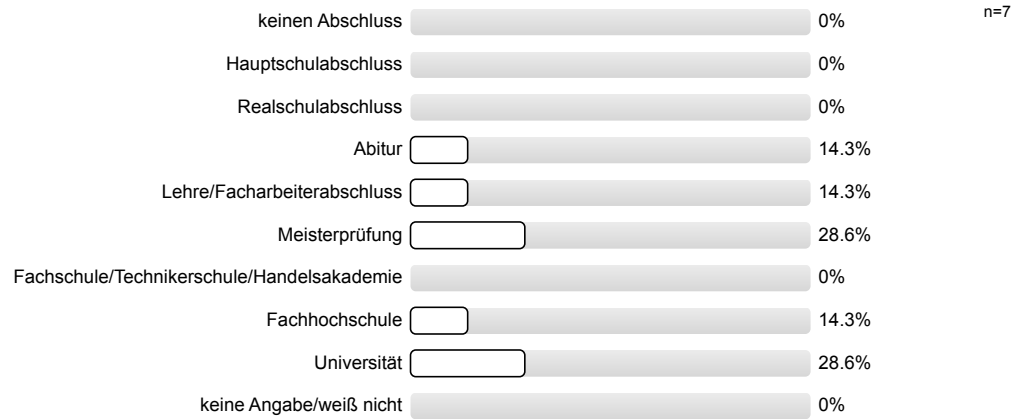 n=7
keinen Abschluss 0%
Hauptschulabschluss 0%
Realschulabschluss 0%
Abitur 14.3%
Lehre/Facharbeiterabschluss 14.3%
Meisterprüfung 28.6%
Fachschule/Technikerschule/Handelsakademie 0%
Fachhochschule 14.3%
Universität 28.6%
keine Angabe/weiß nicht 0%